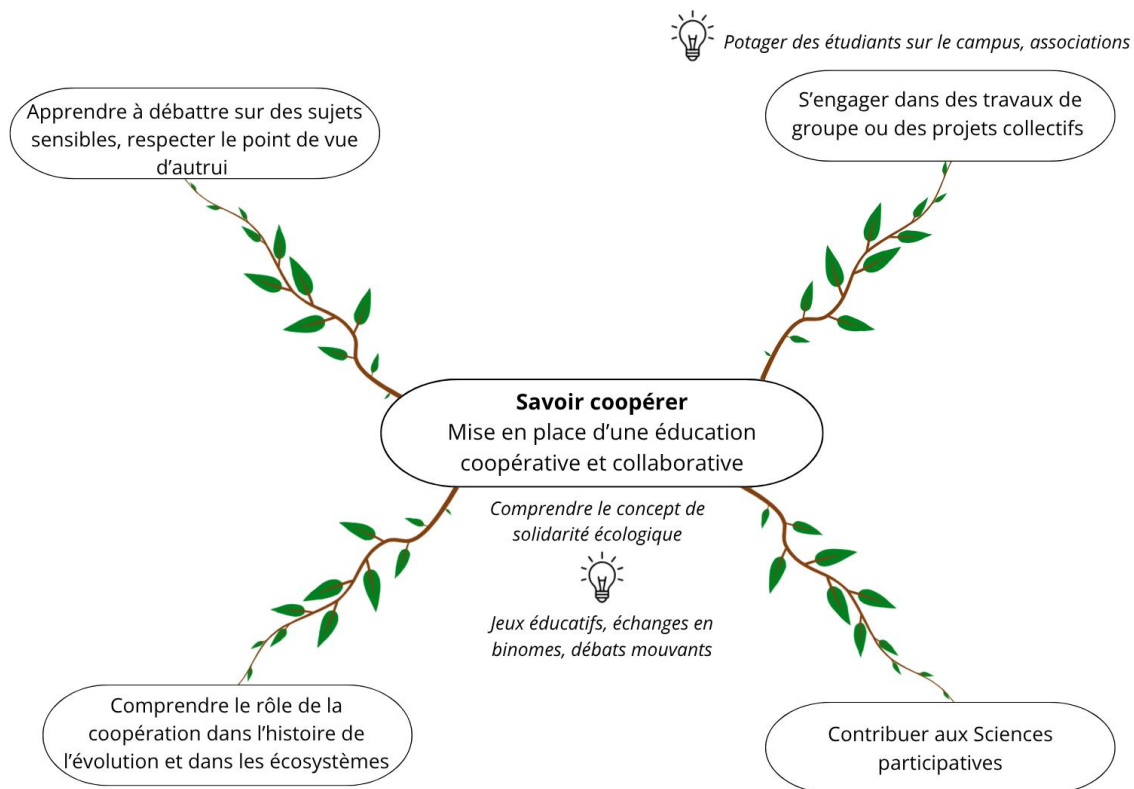 Potager des étudiants sur le campus, associations
Apprendre à débattre sur des sujets
sensibles, respecter le point de vue
d'autrui
S'engager dans des travaux de
groupe ou des projets collectifs
Savoir coopérer
Mise en place d'une éducation
coopérative et collaborative
Comprendre le concept de
solidarité écologique
Jeux éducatifs, échanges en
binomes, débats mouvants
Comprendre le rôle de la
coopération dans l'histoire de
l'évolution et dans les écosystèmes
Contribuer aux Sciences
participatives